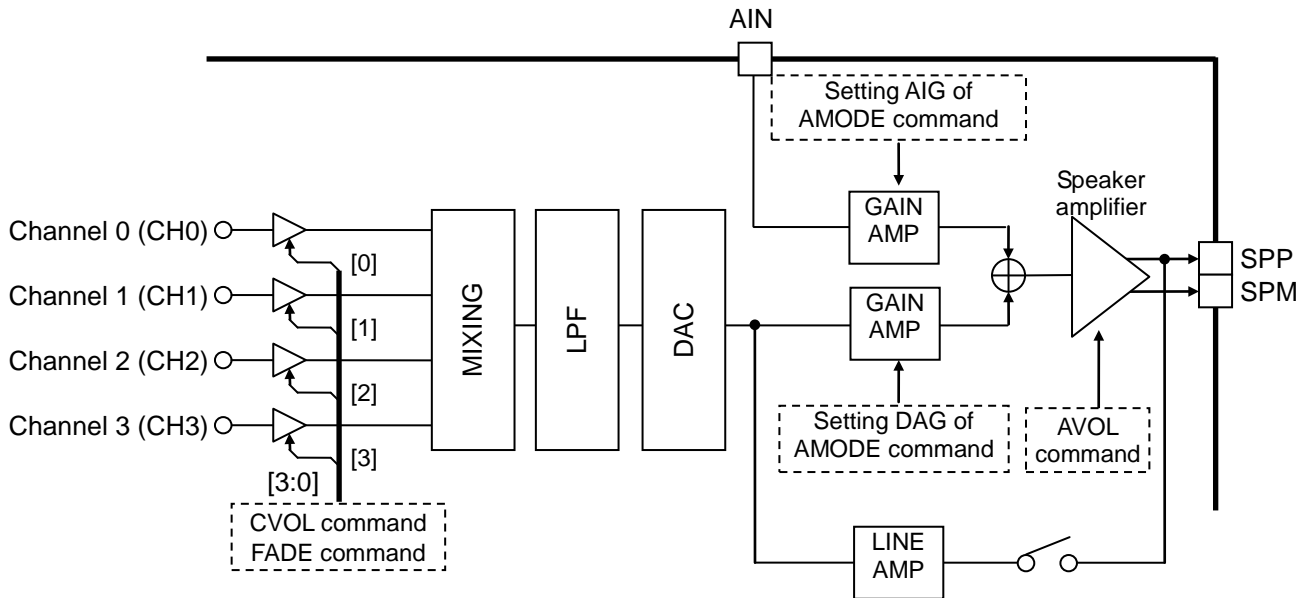 AIN
Setting AIG of
AMODE command
Speaker
amplifier
GAIN
AMP
Channel 0 (CH0)
[0]
SPP
Channel 1 (CH1)
SPM
[1]
MIXING
LPF
DAC
GAIN
AMP
Channel 2 (CH2)
[2]
Channel 3 (CH3)
[3]
Setting DAG of
AMODE command
AVOL
command
[3:0]
CVOL command
FADE command
LINE
AMP